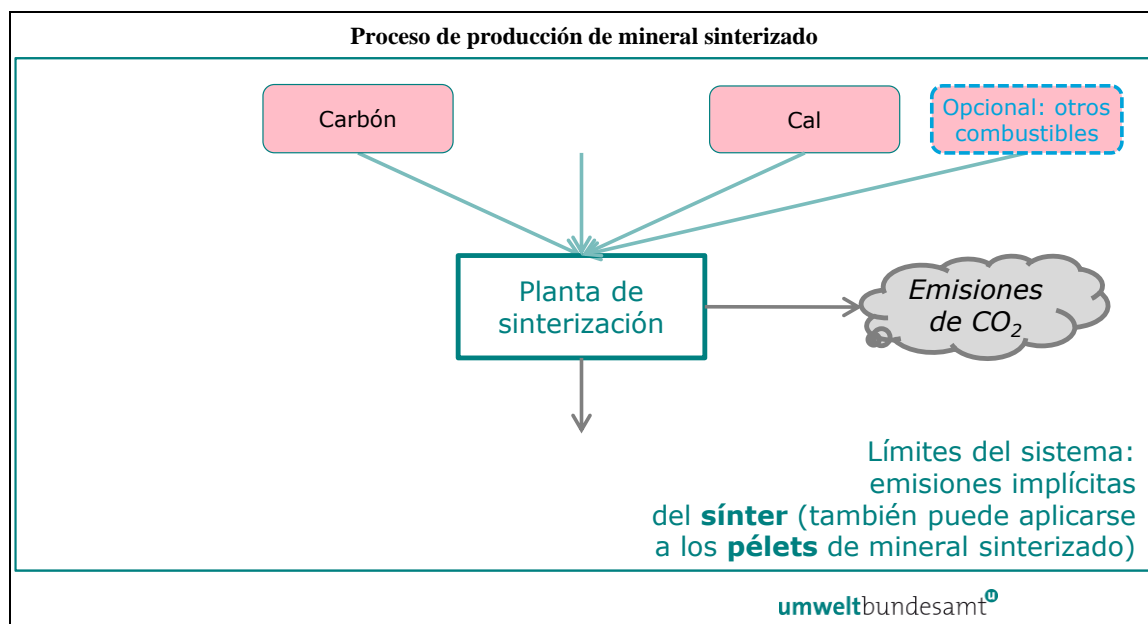 Proceso de producción de mineral sinterizado
Carbón
Cal
Opcional: otros
combustibles
Planta de
sinterización
Emisiones
de CO₂
Límites del sistema:
emisiones implícitas
del sínter (también puede aplicarse
a los pélets de mineral sinterizado)
umweltbundesamt u